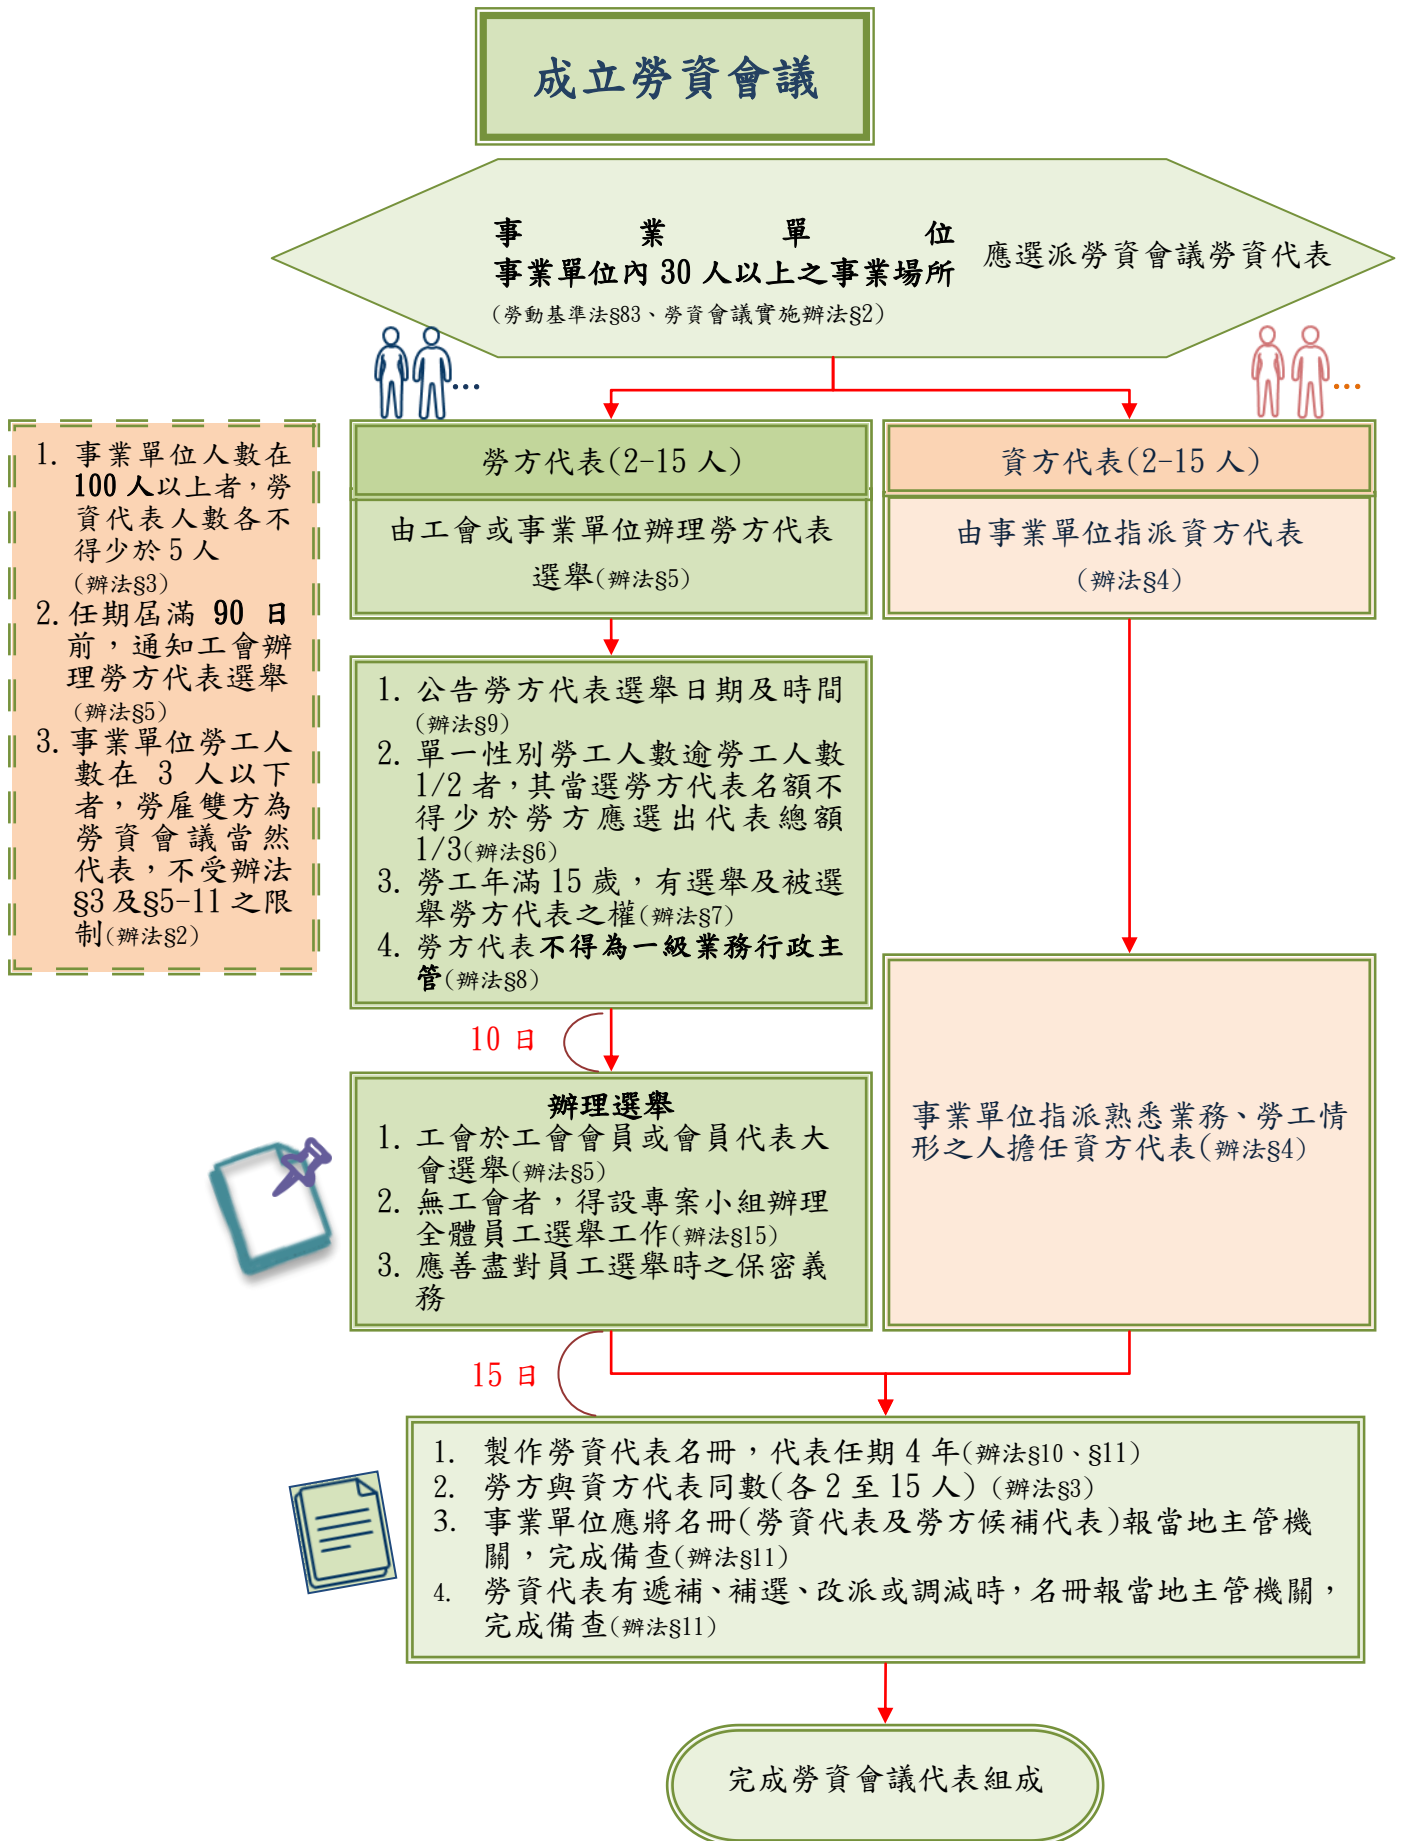 成立勞資會議
事業單位
事業單位內 30 人以上之事業場所
應選派勞資會議勞資代表
(勞動基準法§83、勞資會議實施辦法§2)
…
…
1. 事業單位人數在
100 人以上者，勞
資代表人數各不
得少於 5 人
(辦法§3)
2. 任期屆滿 90 日
前，通知工會辦
理勞方代表選舉
(辦法§5)
3. 事業單位勞工人
數在 3 人以下
者，勞雇雙方為
勞資會議當然
代表，不受辦法
§3 及§5-11 之限
制(辦法§2)
勞方代表(2-15 人)
由工會或事業單位辦理勞方代表
選舉(辦法§5)
資方代表(2-15 人)
由事業單位指派資方代表
(辦法§4)
1. 公告勞方代表選舉日期及時間
(辦法§9)
2. 單一性別勞工人數逾勞工人數
1/2 者，其當選勞方代表名額不
得少於勞方應選出代表總額
1/3(辦法§6)
3. 勞工年滿 15 歲，有選舉及被選
舉勞方代表之權(辦法§7)
4. 勞方代表不得為一級業務行政主
管(辦法§8)
10 日
辦理選舉
1. 工會於工會會員或會員代表大
會選舉(辦法§5)
2. 無工會者，得設專案小組辦理
全體員工選舉工作(辦法§15)
3. 應善盡對員工選舉時之保密義
務
事業單位指派熟悉業務、勞工情
形之人擔任資方代表(辦法§4)
15 日
1. 製作勞資代表名冊，代表任期 4 年(辦法§10、§11)
2. 勞方與資方代表同數(各 2 至 15 人) (辦法§3)
3. 事業單位應將名冊(勞資代表及勞方候補代表)報當地主管機
關，完成備查(辦法§11)
4. 勞資代表有遞補、補選、改派或調減時，名冊報當地主管機關，
完成備查(辦法§11)
完成勞資會議代表組成